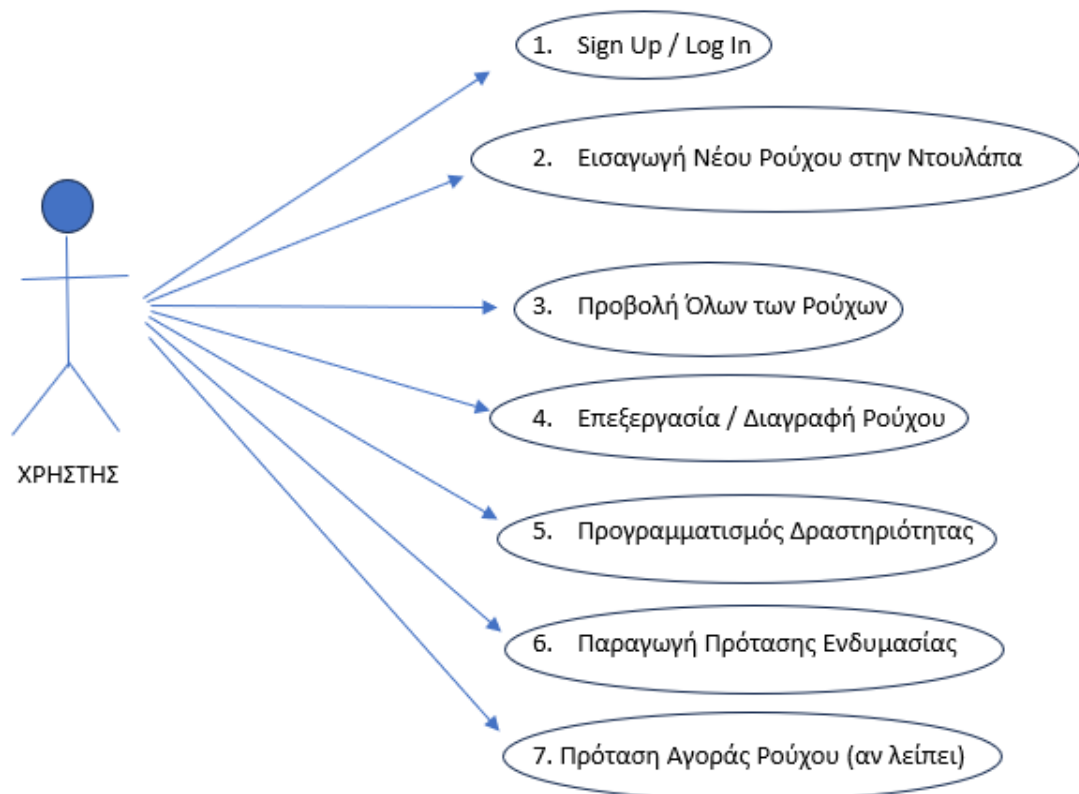 1. Sign Up / Log In
2. Εισαγωγή Νέου Ρούχου στην Ντουλάπα
3. Προβολή Όλων των Ρούχων
4. Επεξεργασία / Διαγραφή Ρούχου
ΧΡΗΣΤΗΣ
5. Προγραμματισμός Δραστηριότητας
6. Παραγωγή Πρότασης Ενδυμασίας
7. Πρόταση Αγοράς Ρούχου (αν λείπει)